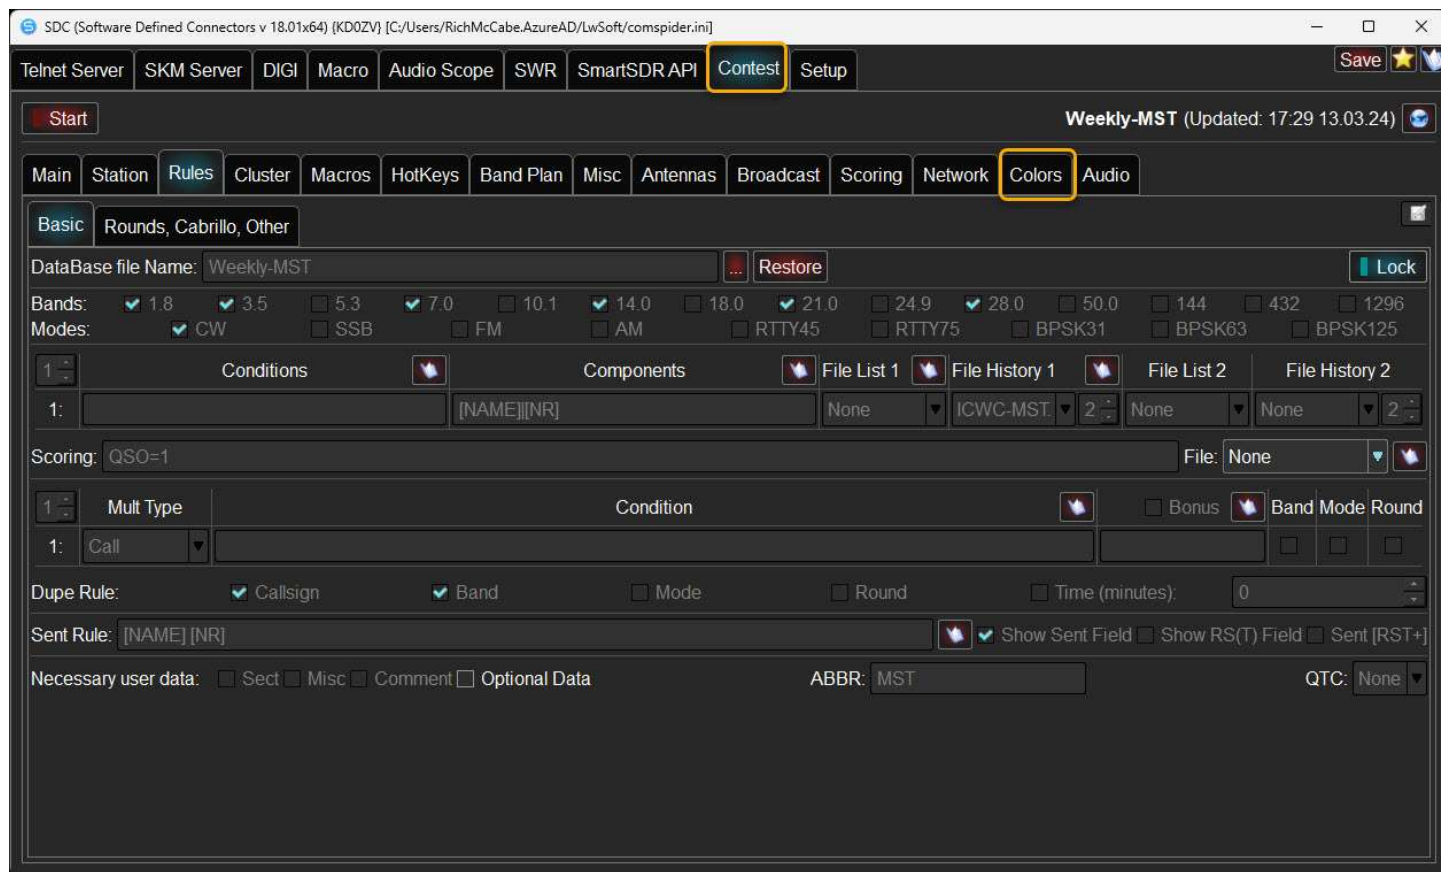 SDC (Software Defined Connectors v 18.01x64) {KD0ZV} [C:/Users/RichMcCabe.AzureAD/LwSoft/comspider.ini]
Telnet Server SKM Server DIGI Macro Audio Scope SWR SmartSDR API Contest Setup Save
Start Weekly-MST (Updated: 17:29 13.03.24)
Main Station Rules Cluster Macros HotKeys Band Plan Misc Antennas Broadcast Scoring Network Colors Audio
Basic Rounds, Cabrillo, Other
DataBase file Name: Weekly-MST ... Restore Lock
Bands: 1.8 3.5 5.3 7.0 10.1 14.0 18.0 21.0 24.9 28.0 50.0 144 432 1296
Modes: CW SSB FM AM RTTY45 RTTY75 BPSK31 BPSK63 BPSK125
1 Conditions Components File List 1 File History 1 File List 2 File History 2
1: [NAME]|[NR] None ICWC-MST. 2 None None 2
Scoring: QSO=1 File: None
1 Mult Type Condition Bonus Band Mode Round
1: Call
Dupe Rule: Callsign Band Mode Round Time (minutes): 0
Sent Rule: [NAME] [NR] Show Sent Field Show RS(T) Field Sent [RST+]
Necessary user data: Sect Misc Comment Optional Data ABBR: MST QTC: None